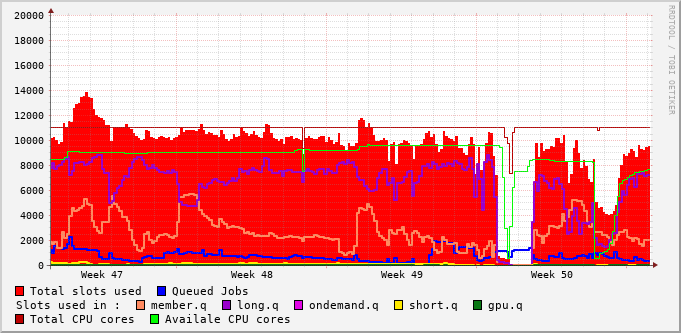 20000
18000
16000
14000
12000
10000
8000
6000
4000
2000
0
Week 47 Week 48 Week 49 Week 50
RRDTOOL / TOBI OETIKER
Total slots used Queued Jobs
Slots used in : member.q long.q ondemand.q short.q gpu.q
Total CPU cores Availale CPU cores